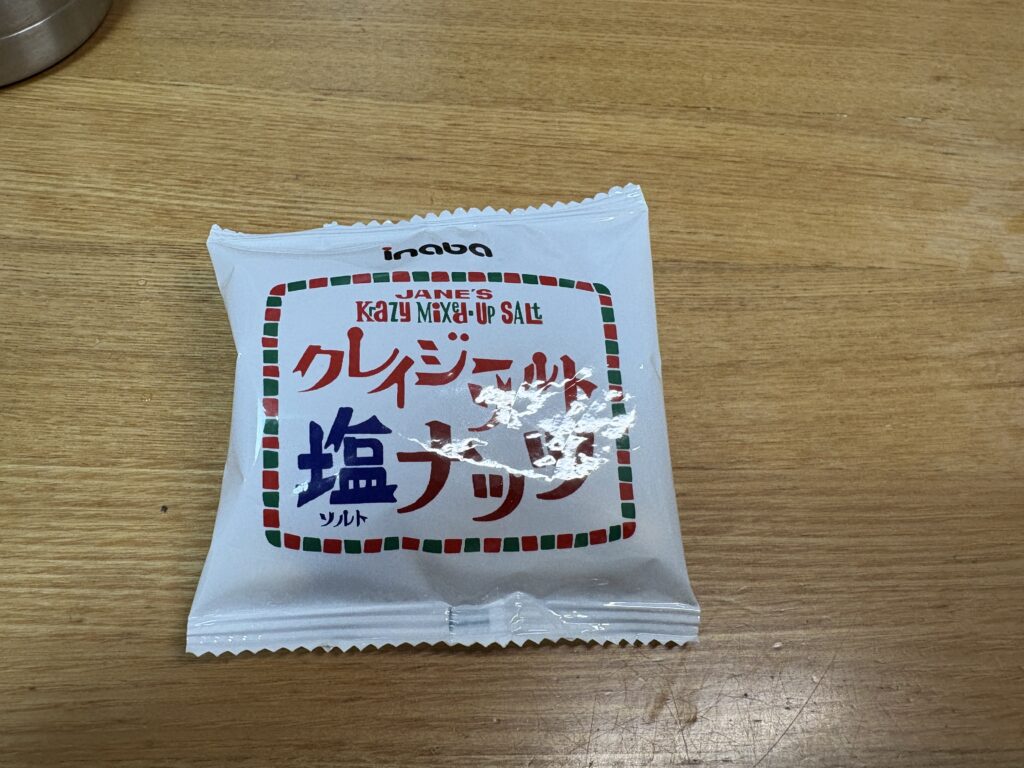 inaba
JANE'S
KRAZY MiXed-UP SALt
クレイジーソルト
塩ナッツ
ソルト